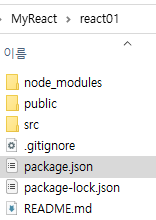 MyReact > react01
이름
node_modules
public
src
.gitignore
package.json
package-lock.json
README.md